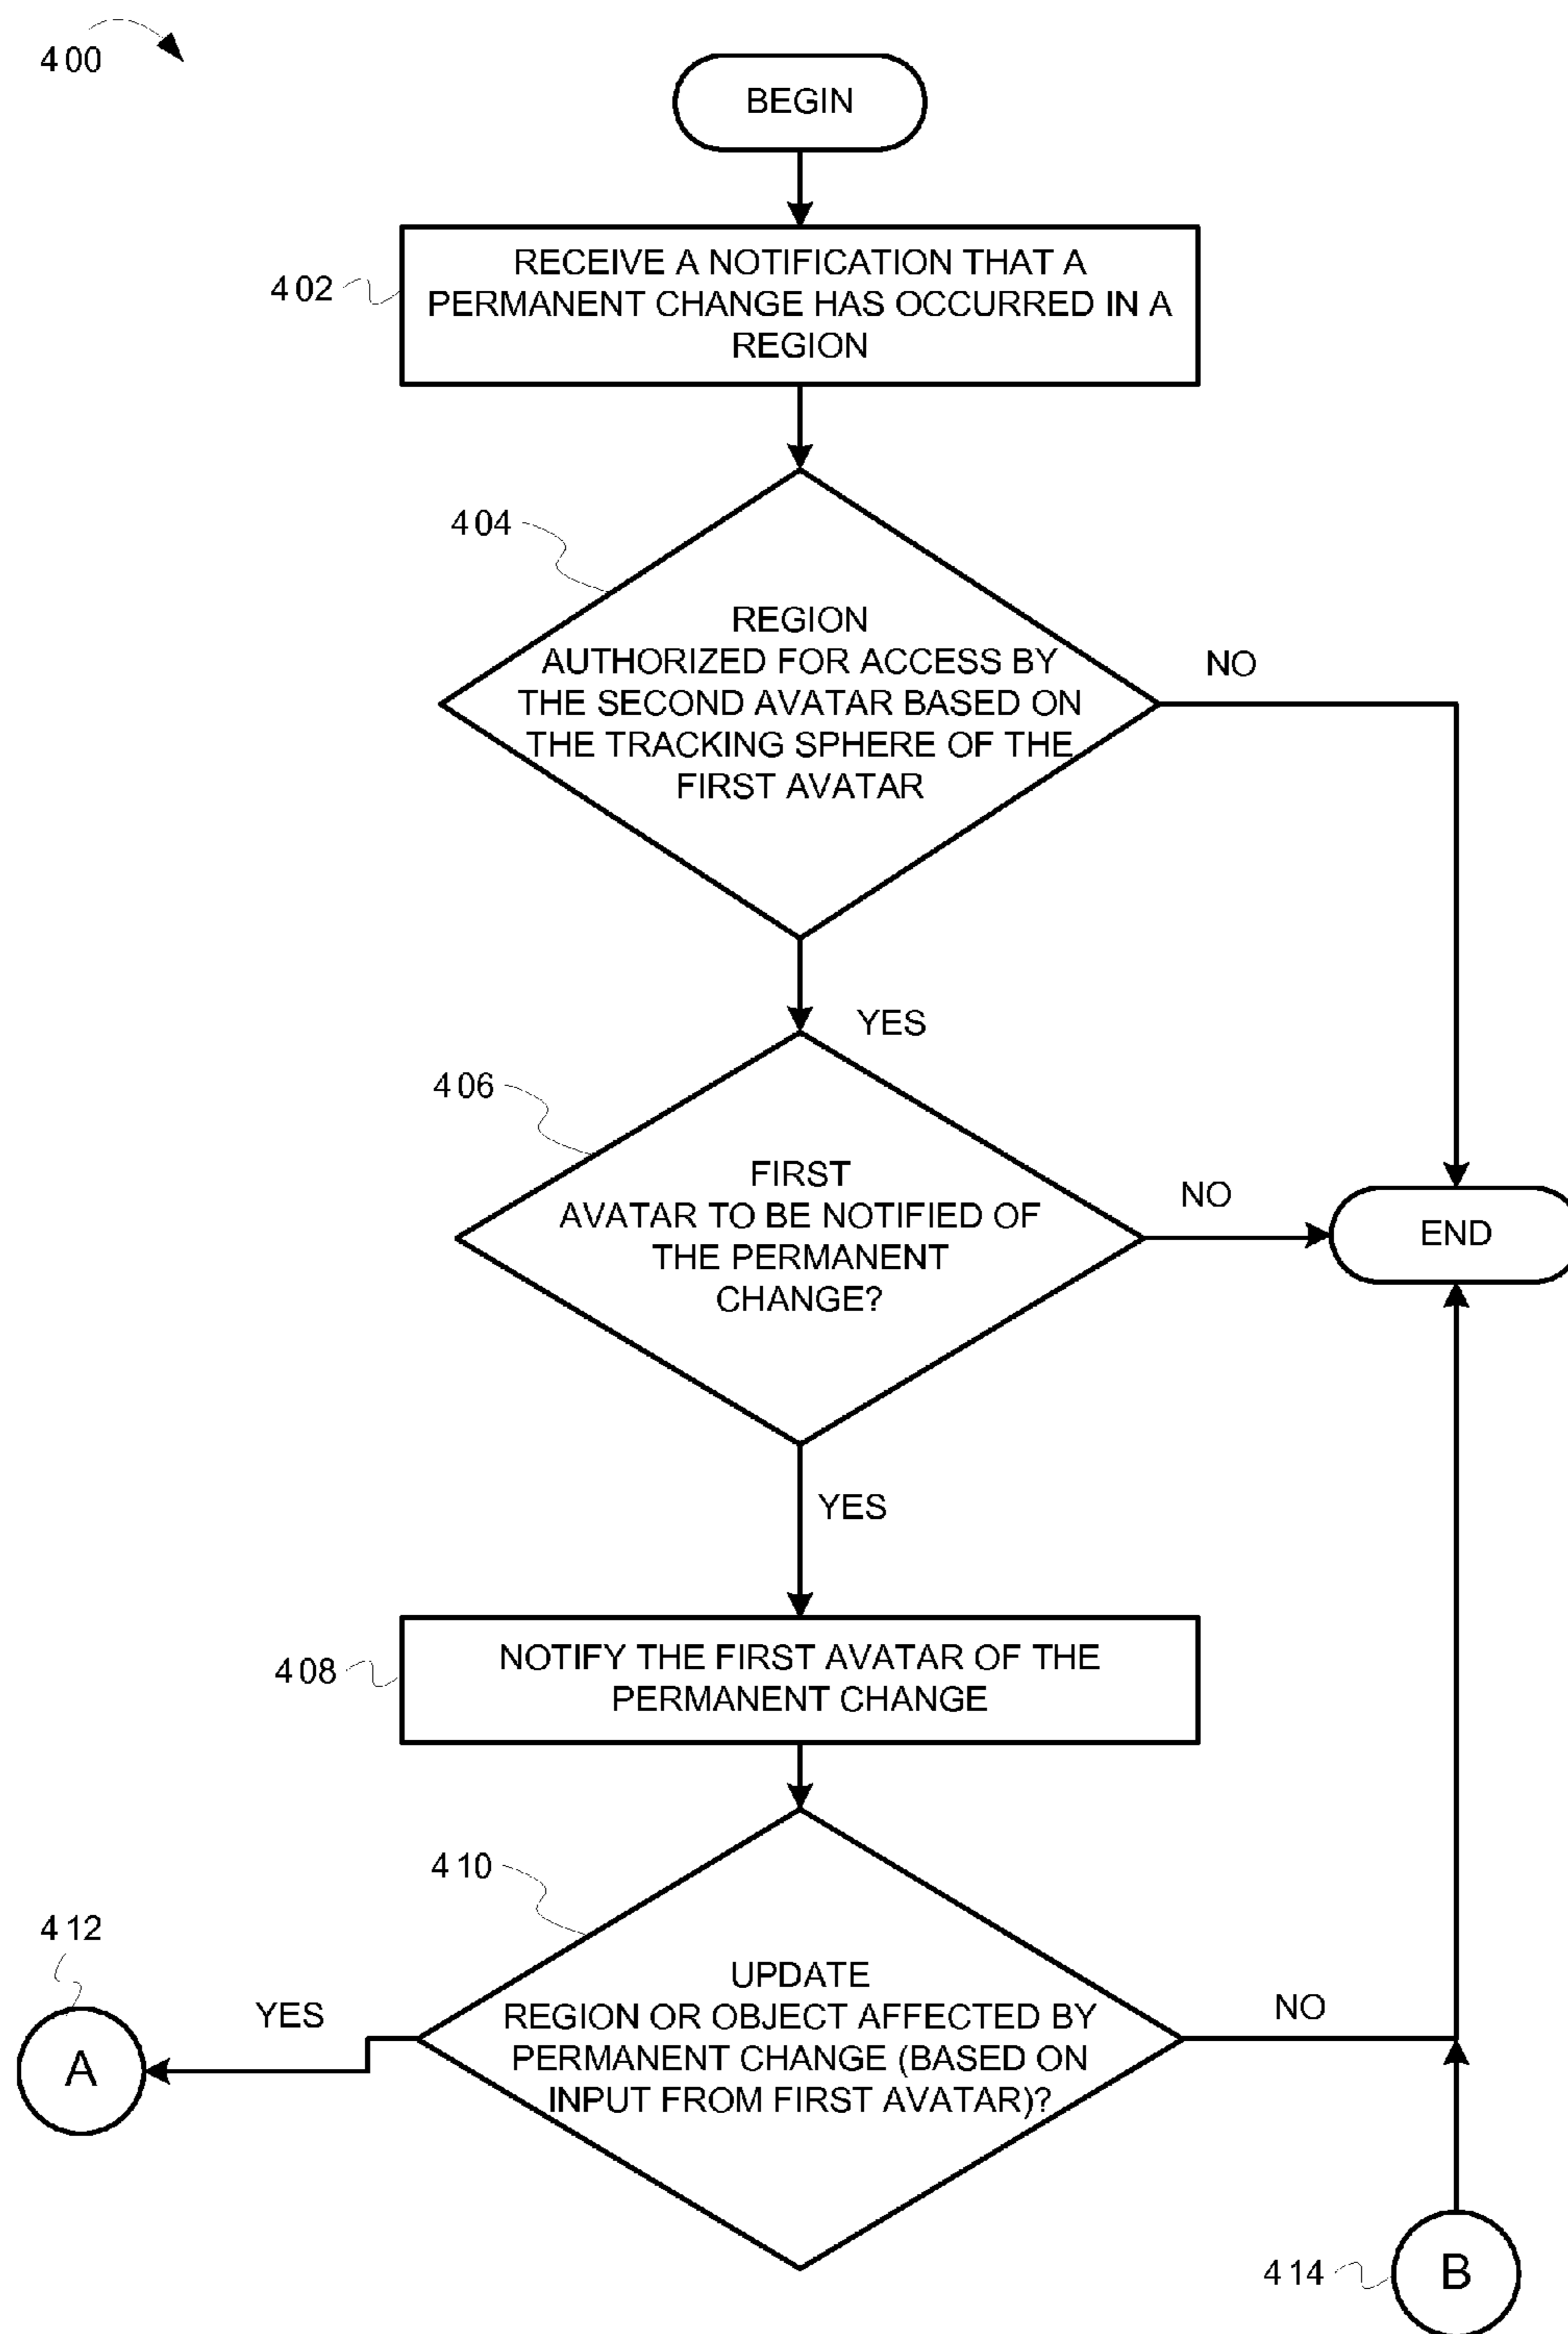 400
BEGIN
402
RECEIVE A NOTIFICATION THAT A
PERMANENT CHANGE HAS OCCURRED IN A
REGION
404
REGION
AUTHORIZED FOR ACCESS BY
THE SECOND AVATAR BASED ON
THE TRACKING SPHERE OF THE
FIRST AVATAR
NO
YES
406
FIRST
AVATAR TO BE NOTIFIED OF
THE PERMANENT
CHANGE?
NO
END
YES
408
NOTIFY THE FIRST AVATAR OF THE
PERMANENT CHANGE
410
412
UPDATE
REGION OR OBJECT AFFECTED BY
PERMANENT CHANGE (BASED ON
INPUT FROM FIRST AVATAR)?
YES
NO
A
414
B